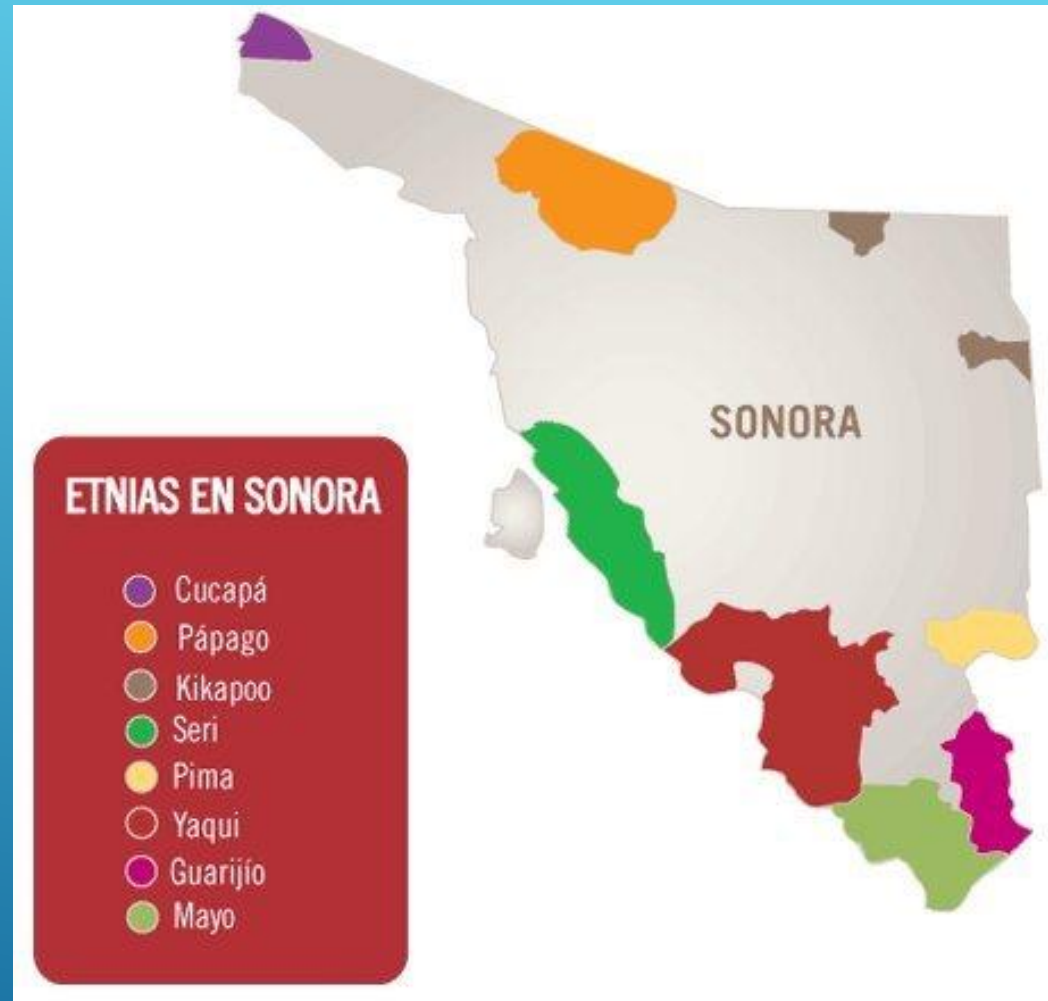 SONORA
ETNIAS EN SONORA
Cucapá
Pápago
Kikapoo
Seri
Pima
Yaqui
Guarijío
Mayo